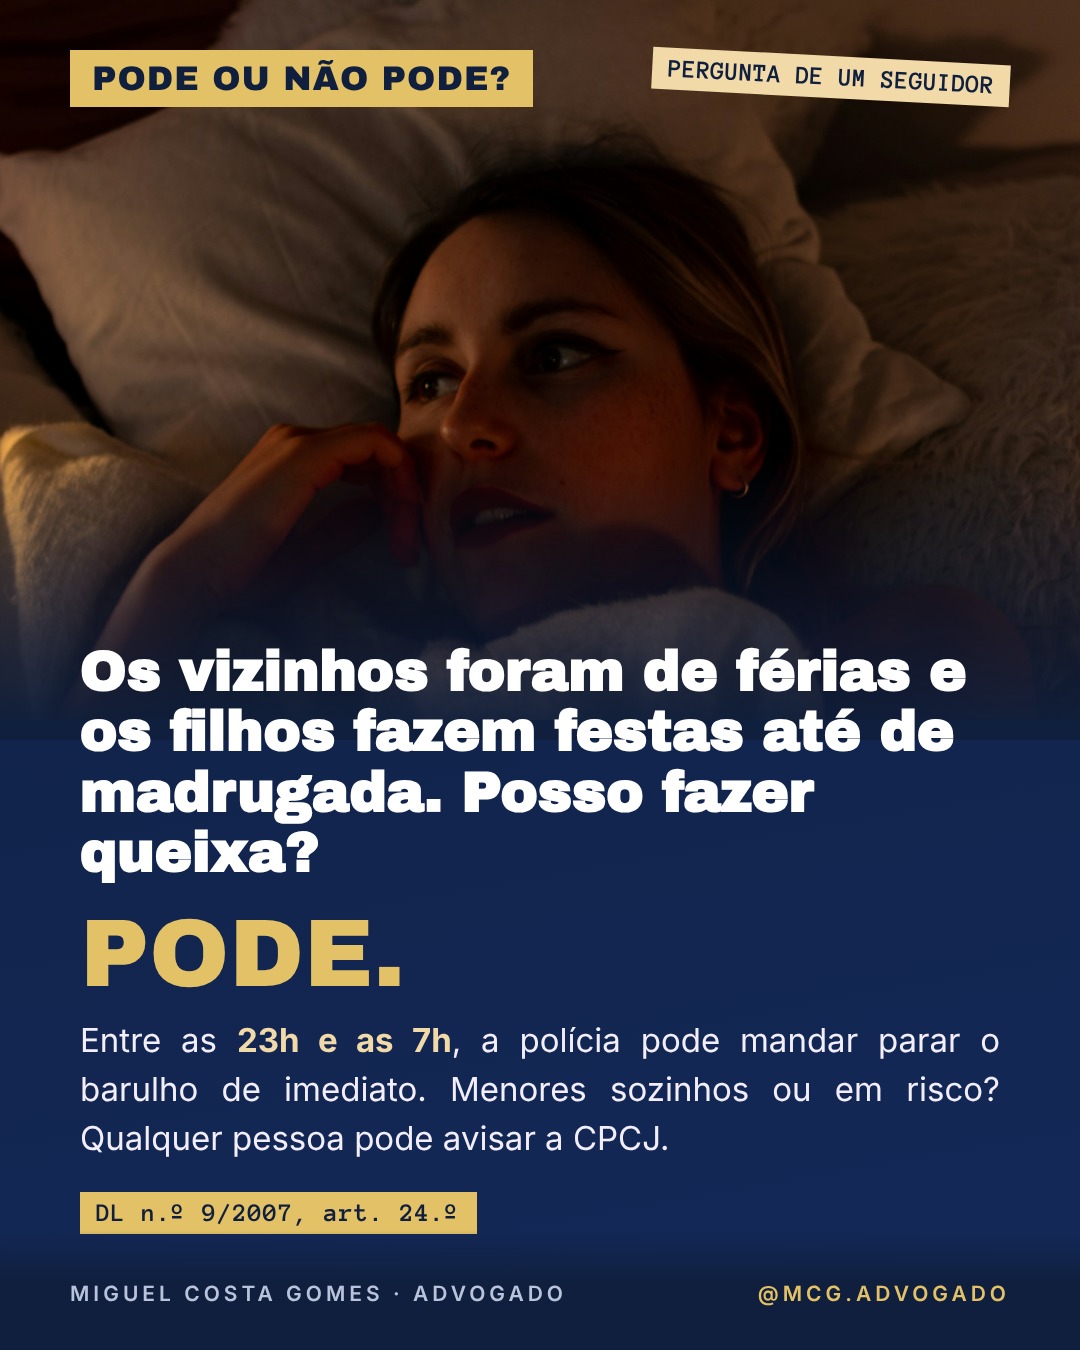 PODE OU NÃO PODE?
PERGUNTA DE UM SEGUIDOR
Os vizinhos foram de férias e
os filhos fazem festas até de
madrugada. Posso fazer
queixa?
PODE.
Entre as 23h e as 7h, a polícia pode mandar parar o
barulho de imediato. Menores sozinhos ou em risco?
Qualquer pessoa pode avisar a CPCJ.
DL n.º 9/2007, art. 24.º
MIGUEL COSTA GOMES · ADVOGADO
@MCG.ADVOGADO